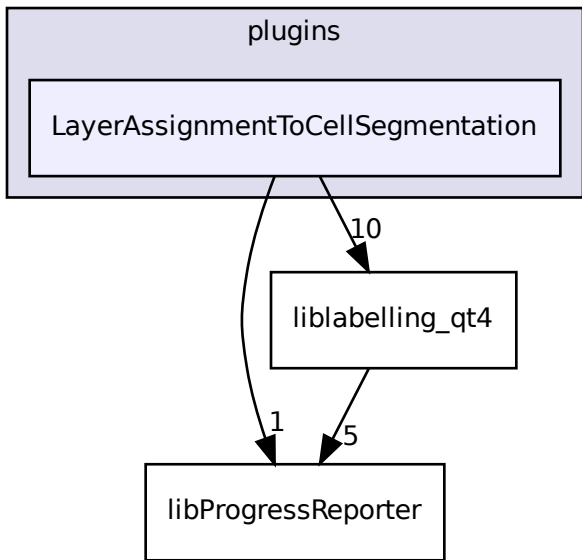 plugins
LayerAssignmentToCellSegmentation
10
liblabelling_qt4
1
5
libProgressReporter